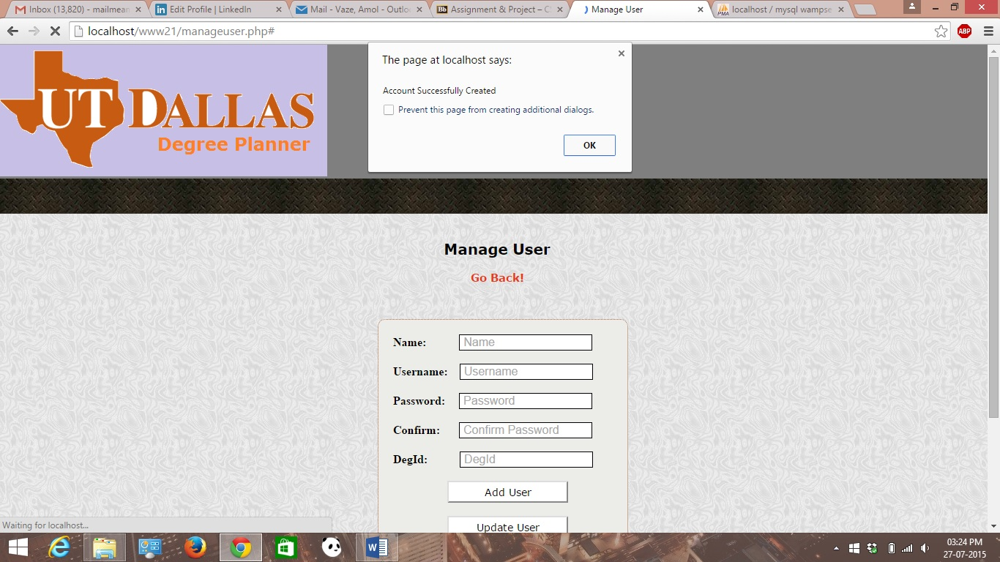 Inbox (13,820) - mailmean
Edit Profile | LinkedIn
Mail - Vaze, Amol - Outlo
Bb Assignment & Project – C
Manage User
PMA localhost / mysql wampse
localhost/www21/manageuser.php#
ABP
The page at localhost says:
Account Successfully Created
Prevent this page from creating additional dialogs.
OK
UT DALLAS
Degree Planner
Manage User
Go Back!
Name: Name
Username: Username
Password: Password
Confirm: Confirm Password
DegId: DegId
Add User
Update User
Waiting for localhost...
03:24 PM
27-07-2015